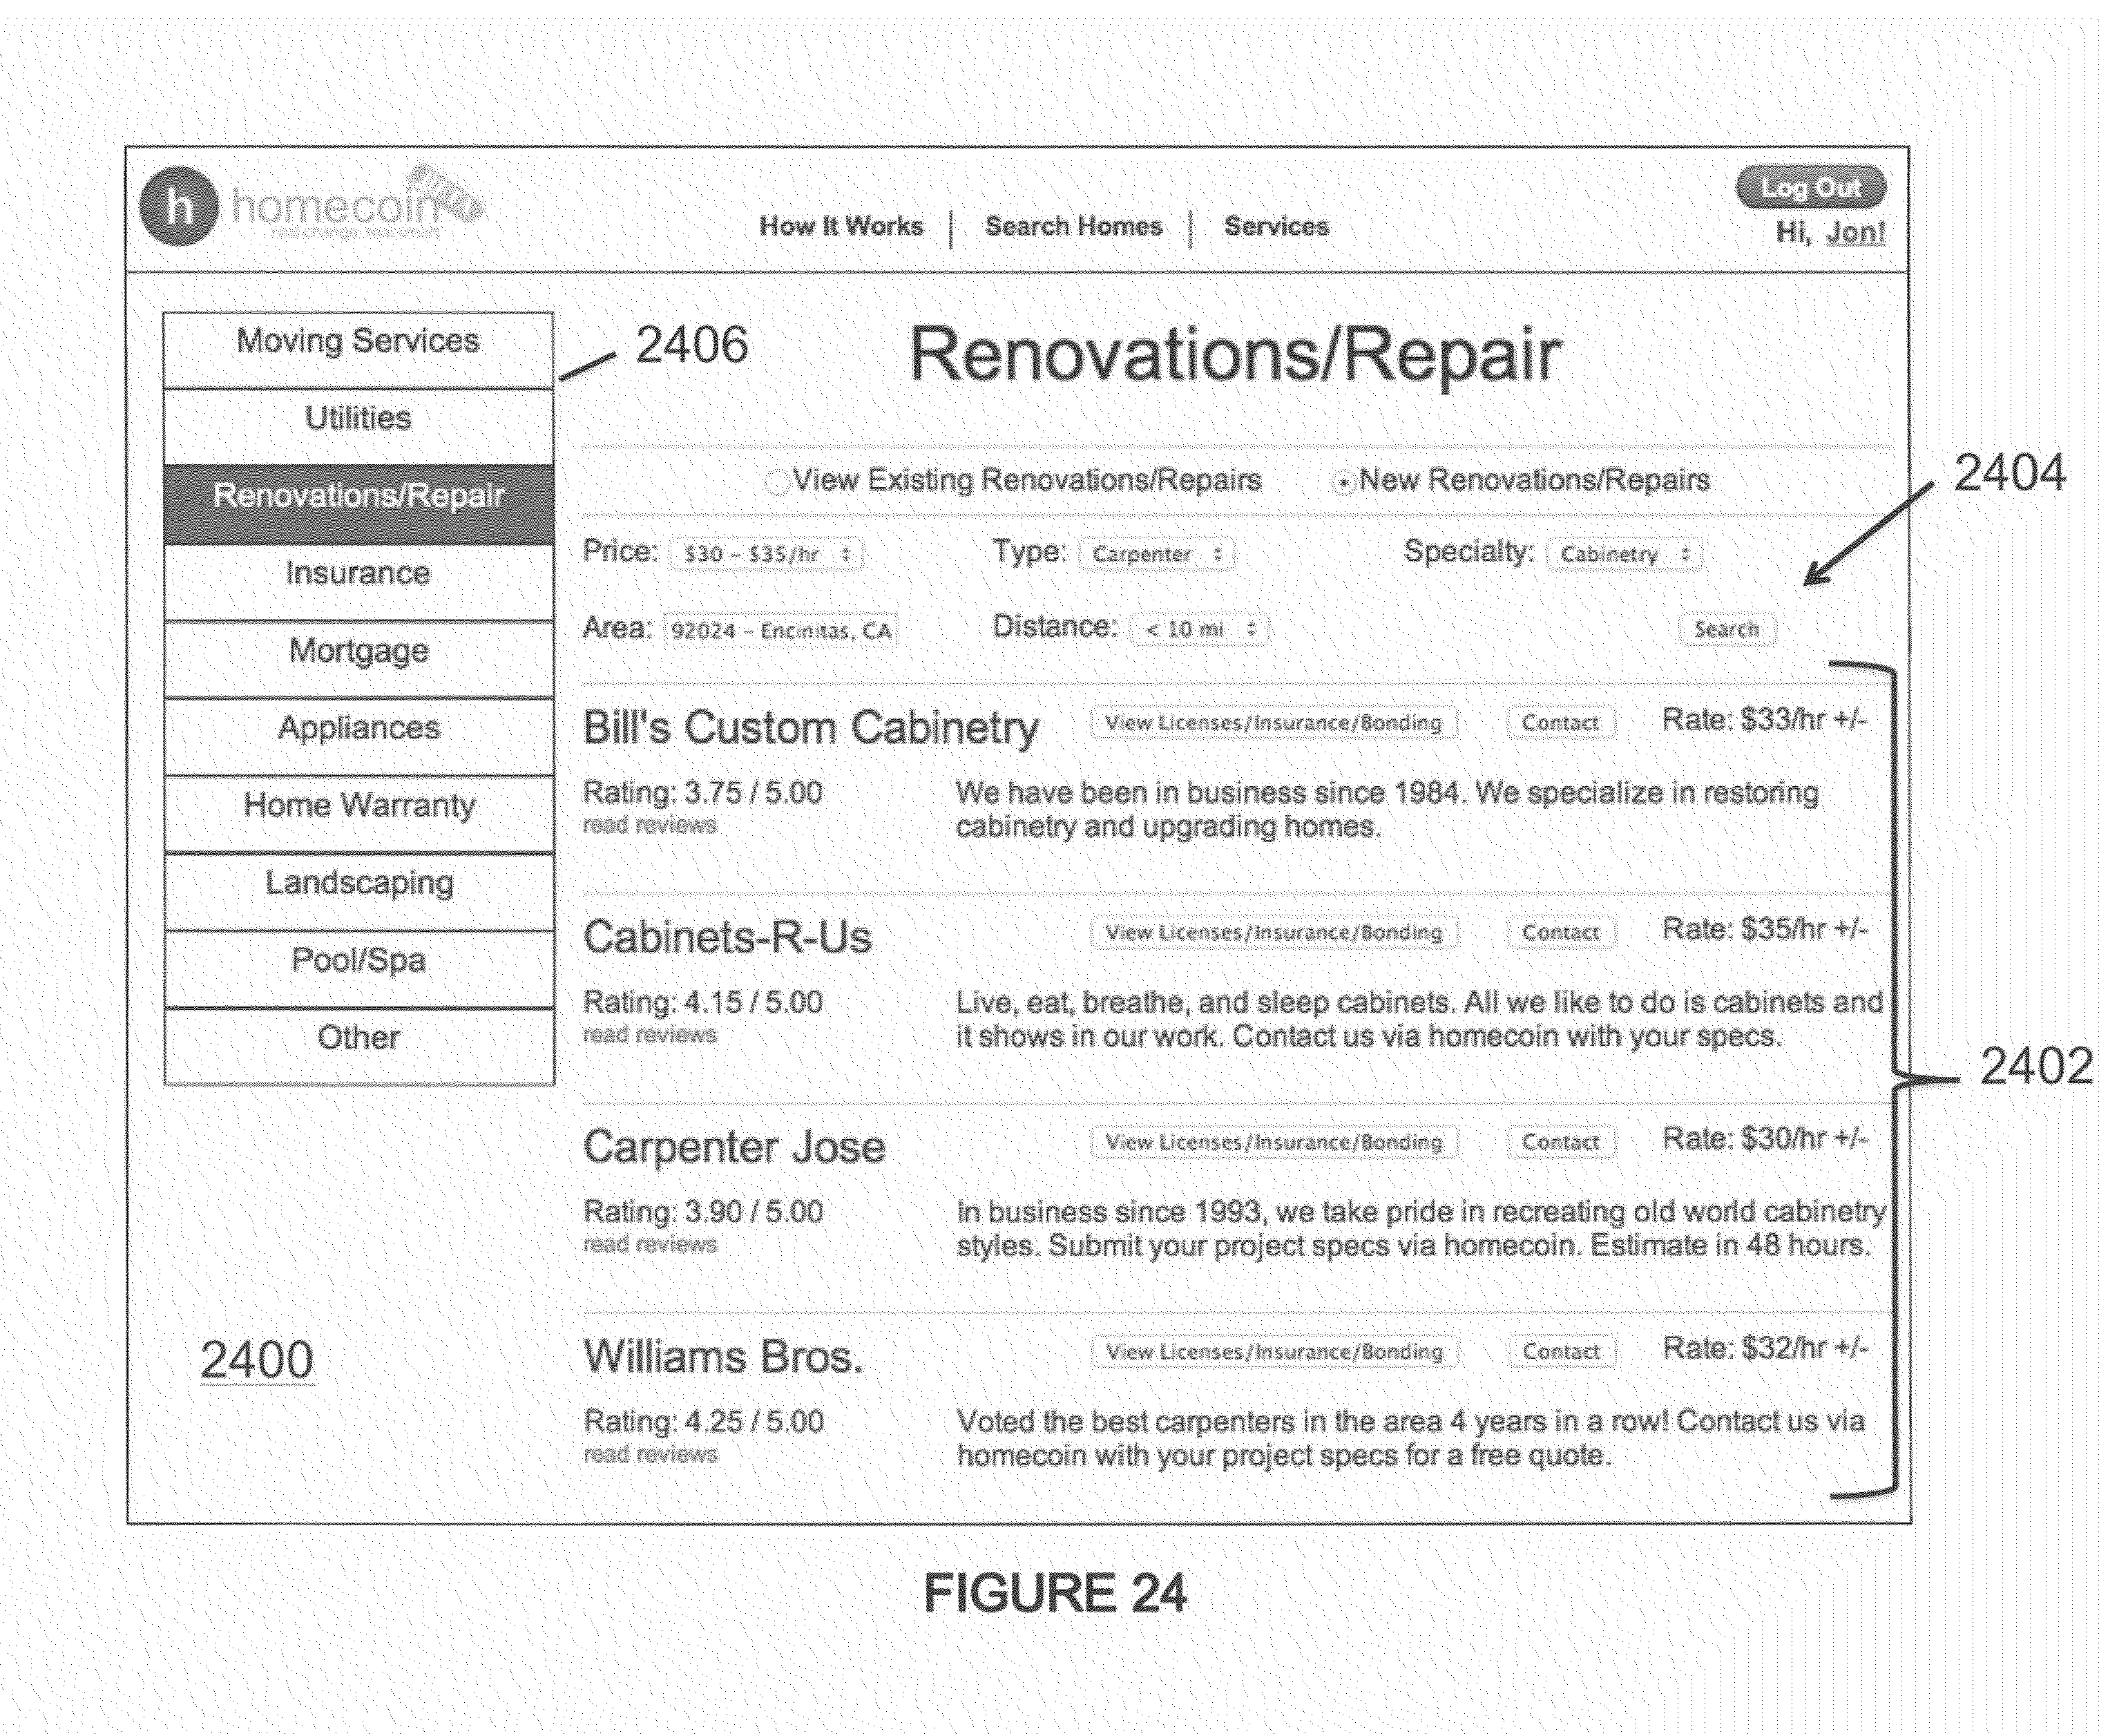 h homecoin
real change. real smart
How It Works | Search Homes | Services
Log Out
Hi, Jon!
Moving Services
Utilities
Renovations/Repair
Insurance
Mortgage
Appliances
Home Warranty
Landscaping
Pool/Spa
Other
2406
Renovations/Repair
View Existing Renovations/Repairs New Renovations/Repairs
2404
Price: $30 – $35/hr Type: Carpenter Specialty: Cabinetry
Area: 92024 – Encinitas, CA Distance: < 10 mi Search
Bill's Custom Cabinetry View Licenses/Insurance/Bonding Contact Rate: $33/hr +/-
Rating: 3.75 / 5.00
read reviews
We have been in business since 1984. We specialize in restoring
cabinetry and upgrading homes.
Cabinets-R-Us View Licenses/Insurance/Bonding Contact Rate: $35/hr +/-
Rating: 4.15 / 5.00
read reviews
Live, eat, breathe, and sleep cabinets. All we like to do is cabinets and
it shows in our work. Contact us via homecoin with your specs.
2402
Carpenter Jose View Licenses/Insurance/Bonding Contact Rate: $30/hr +/-
Rating: 3.90 / 5.00
read reviews
In business since 1993, we take pride in recreating old world cabinetry
styles. Submit your project specs via homecoin. Estimate in 48 hours.
Williams Bros. View Licenses/Insurance/Bonding Contact Rate: $32/hr +/-
Rating: 4.25 / 5.00
read reviews
Voted the best carpenters in the area 4 years in a row! Contact us via
homecoin with your project specs for a free quote.
2400
FIGURE 24